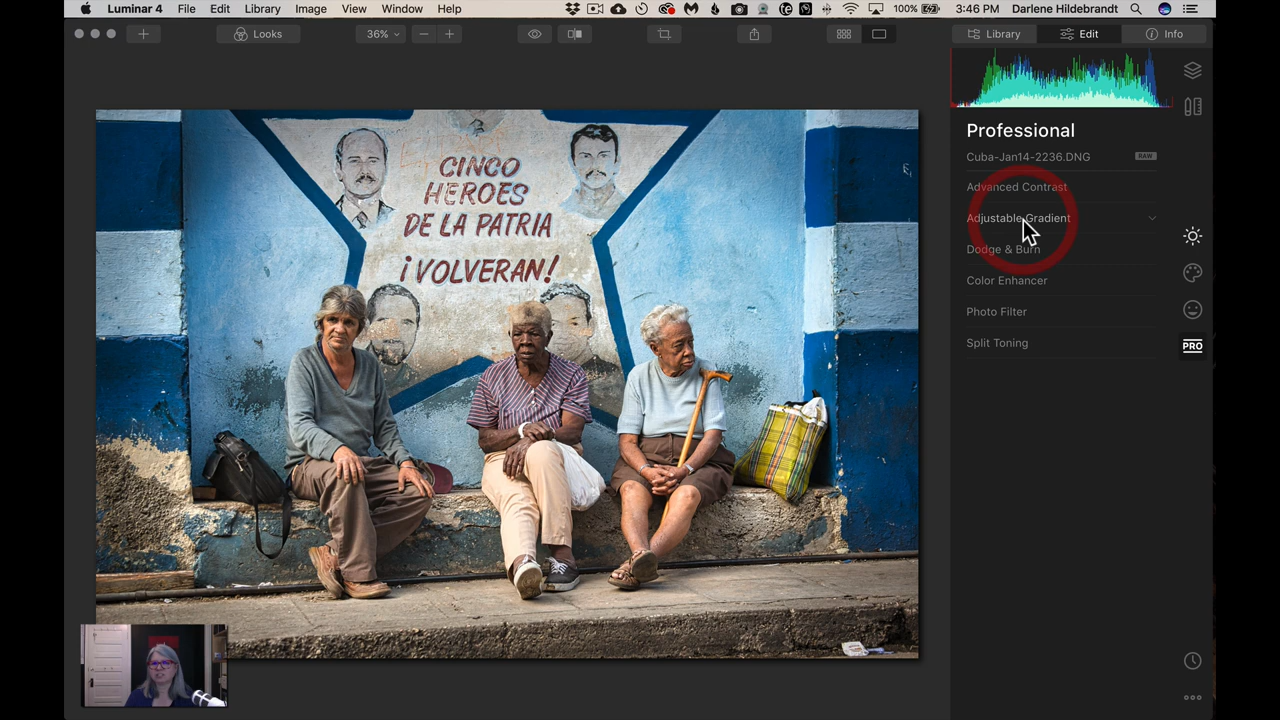 Luminar 4 File Edit Library Image View Window Help 100% 3:46 PM Darlene Hildebrandt
Looks 36% Library Edit Info
Professional
Cuba-Jan14-2236.DNG RAW
Advanced Contrast
Adjustable Gradient
Dodge & Burn
Color Enhancer
Photo Filter
Split Toning
PRO
CINCO
HEROES
DE LA PATRIA
¡VOLVERAN!